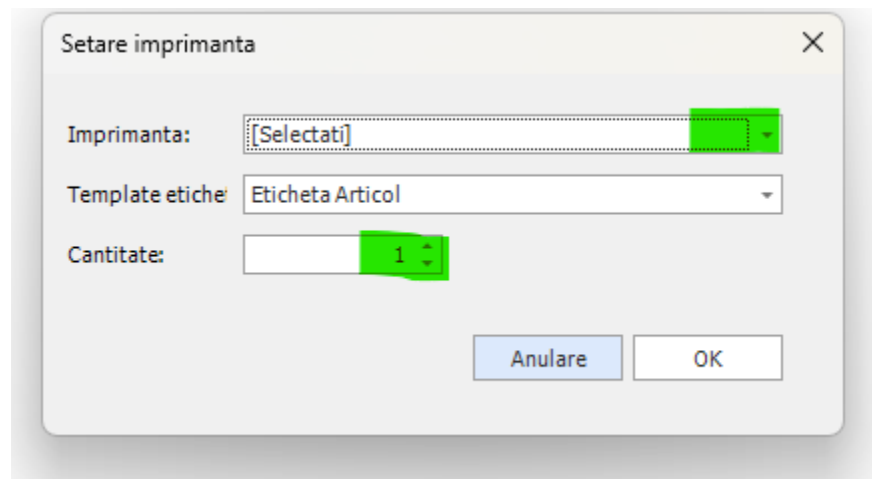 Setare imprimanta
Imprimanta: [Selectati]
Template etichet Eticheta Articol
Cantitate: 1
Anulare OK